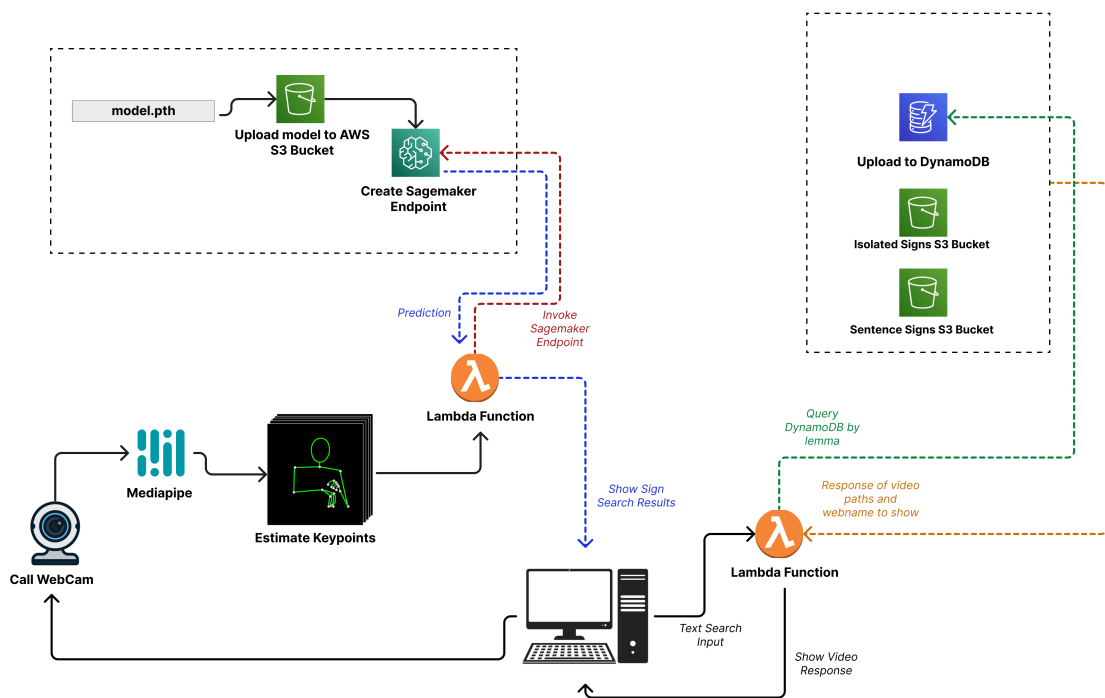 model.pth
Upload model to AWS
S3 Bucket
Create Sagemaker
Endpoint
Upload to DynamoDB
Isolated Signs S3 Bucket
Sentence Signs S3 Bucket
Prediction
Invoke
Sagemaker
Endpoint
Lambda Function
Mediapipe
Estimate Keypoints
Call WebCam
Show Sign
Search Results
Query
DynamoDB by
lemma
Response of video
paths and
webname to show
Lambda Function
Text Search
Input
Show Video
Response